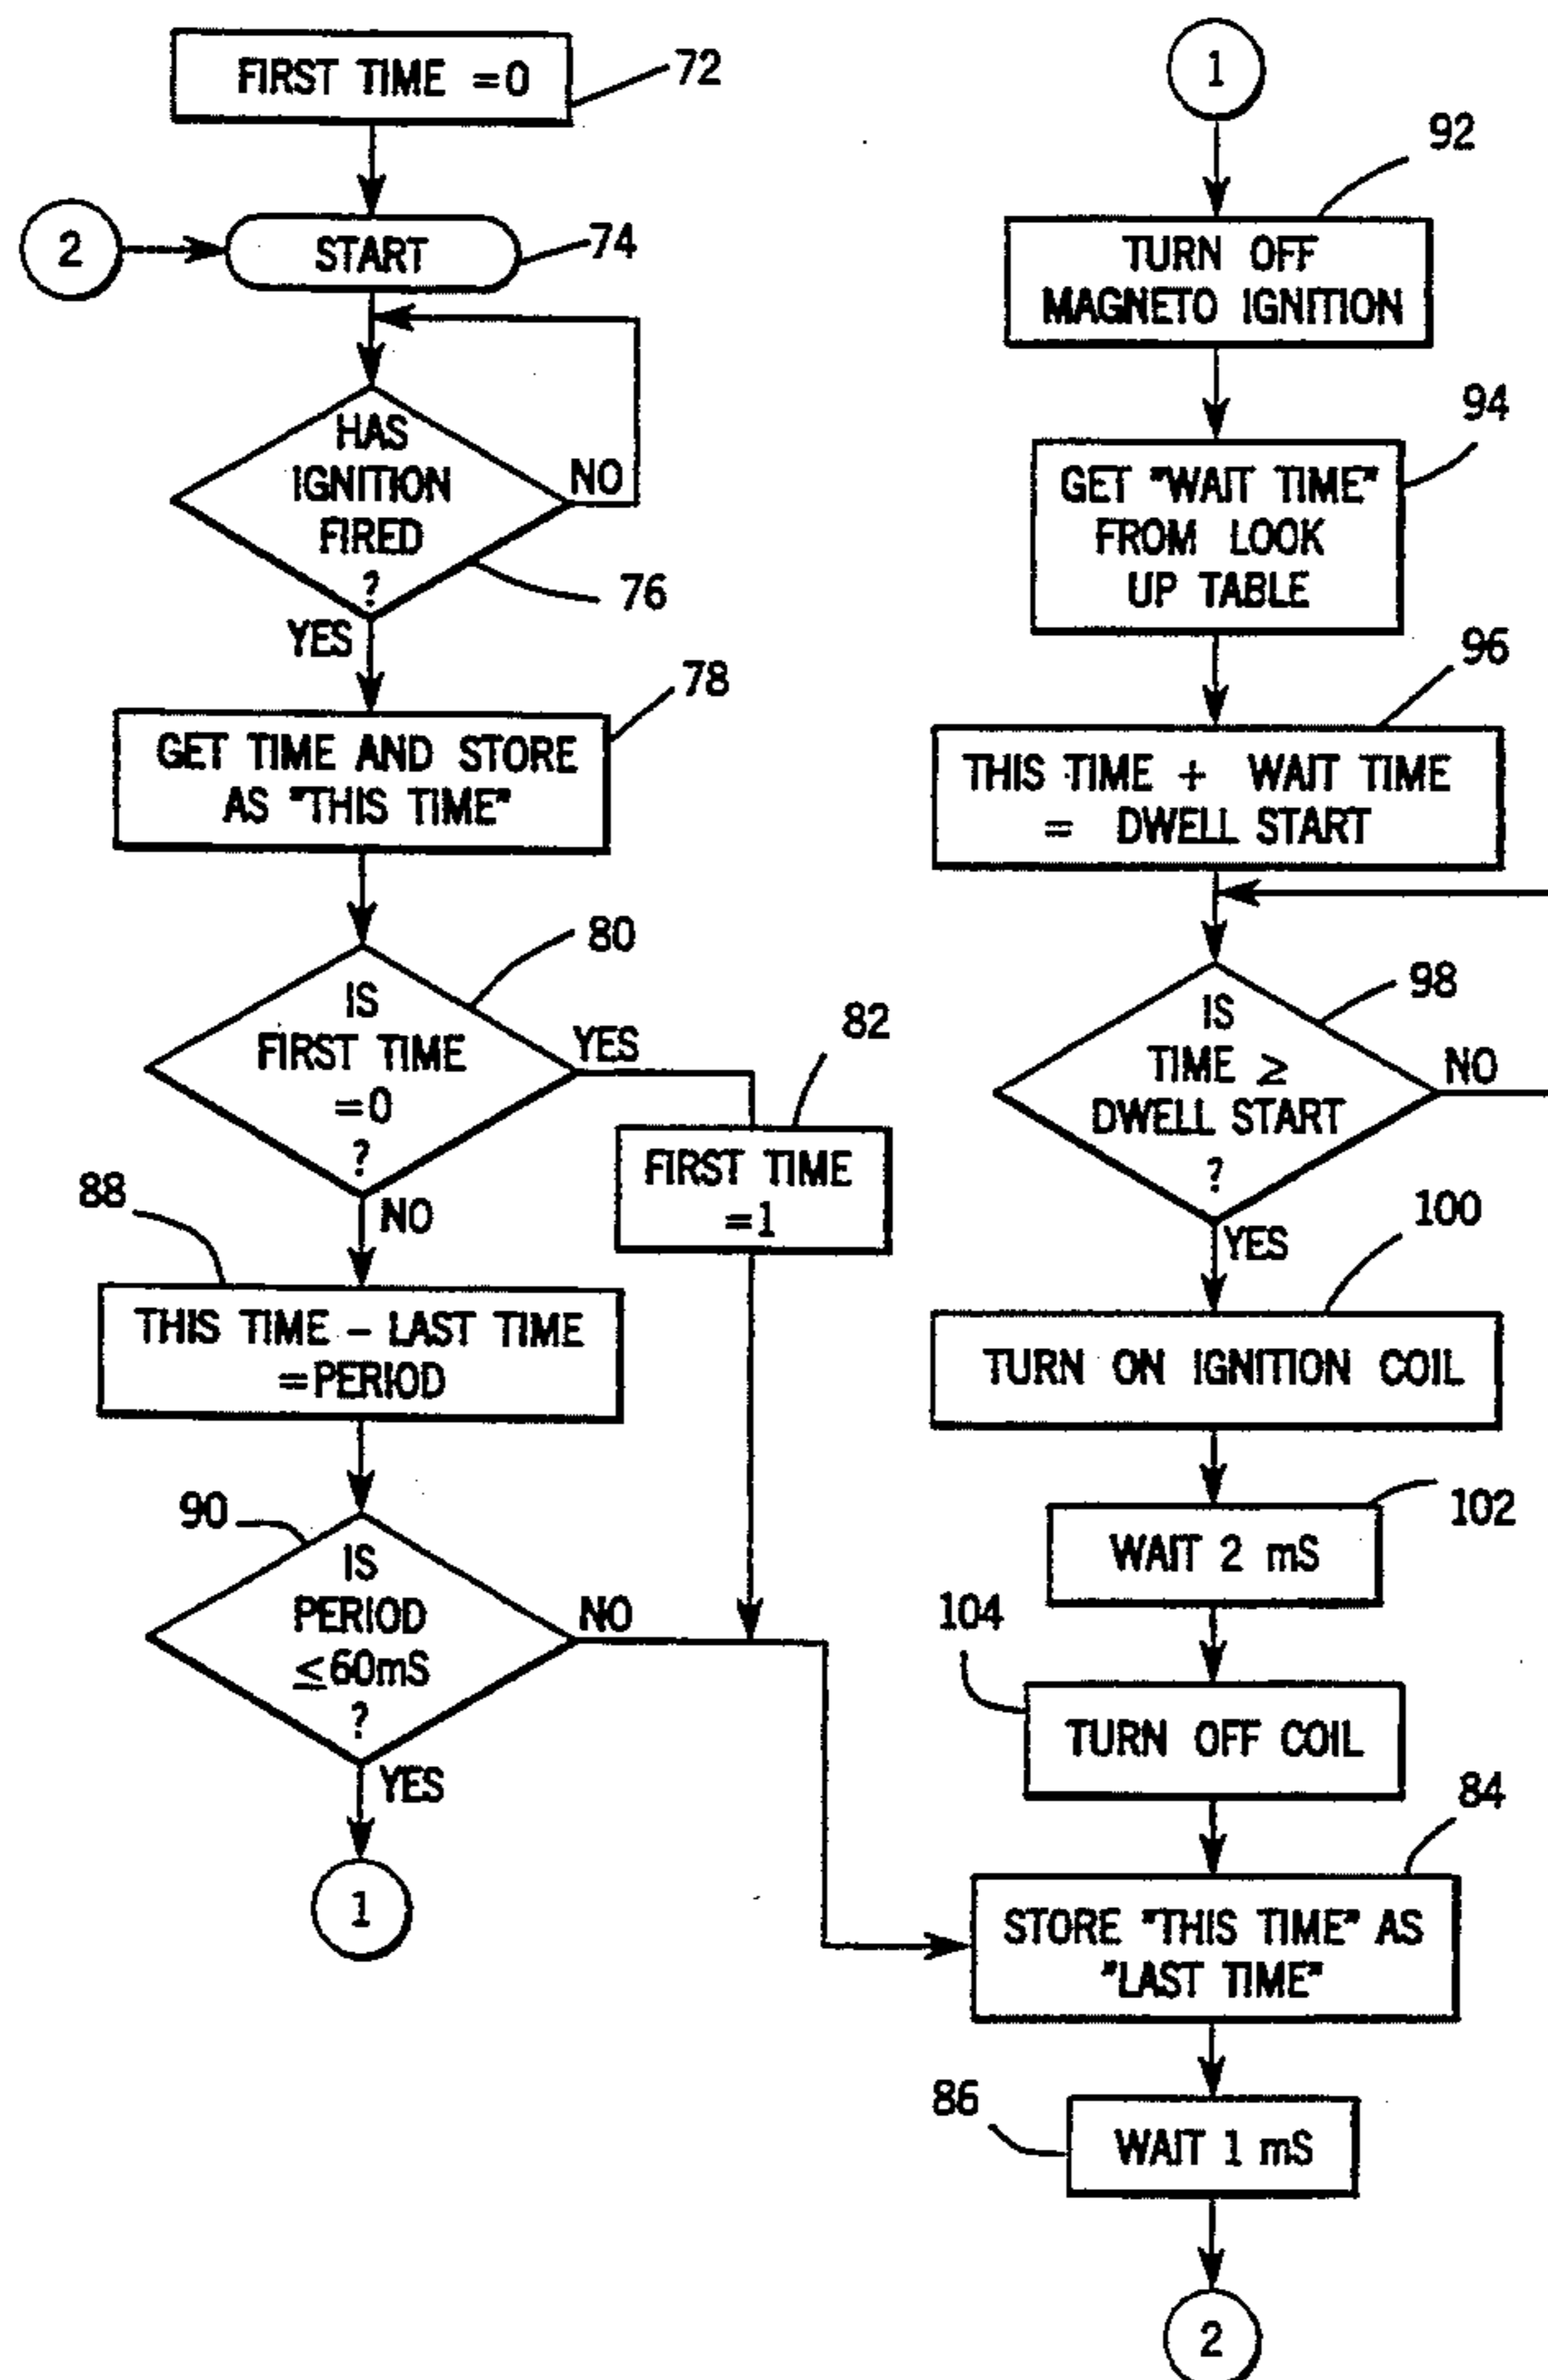 FIRST TIME =0
72
2
START
74
HAS
IGNITION
FIRED
?
NO
76
YES
78
GET TIME AND STORE
AS "THIS TIME"
80
IS
FIRST TIME
=0
?
YES
82
FIRST TIME
=1
NO
88
THIS TIME - LAST TIME
=PERIOD
90
IS
PERIOD
≤60mS
?
NO
YES
1
1
92
TURN OFF
MAGNETO IGNITION
94
GET "WAIT TIME"
FROM LOOK
UP TABLE
96
THIS TIME + WAIT TIME
= DWELL START
98
IS
TIME ≥
DWELL START
?
NO
YES
100
TURN ON IGNITION COIL
102
WAIT 2 mS
104
TURN OFF COIL
84
STORE "THIS TIME" AS
"LAST TIME"
86
WAIT 1 mS
2